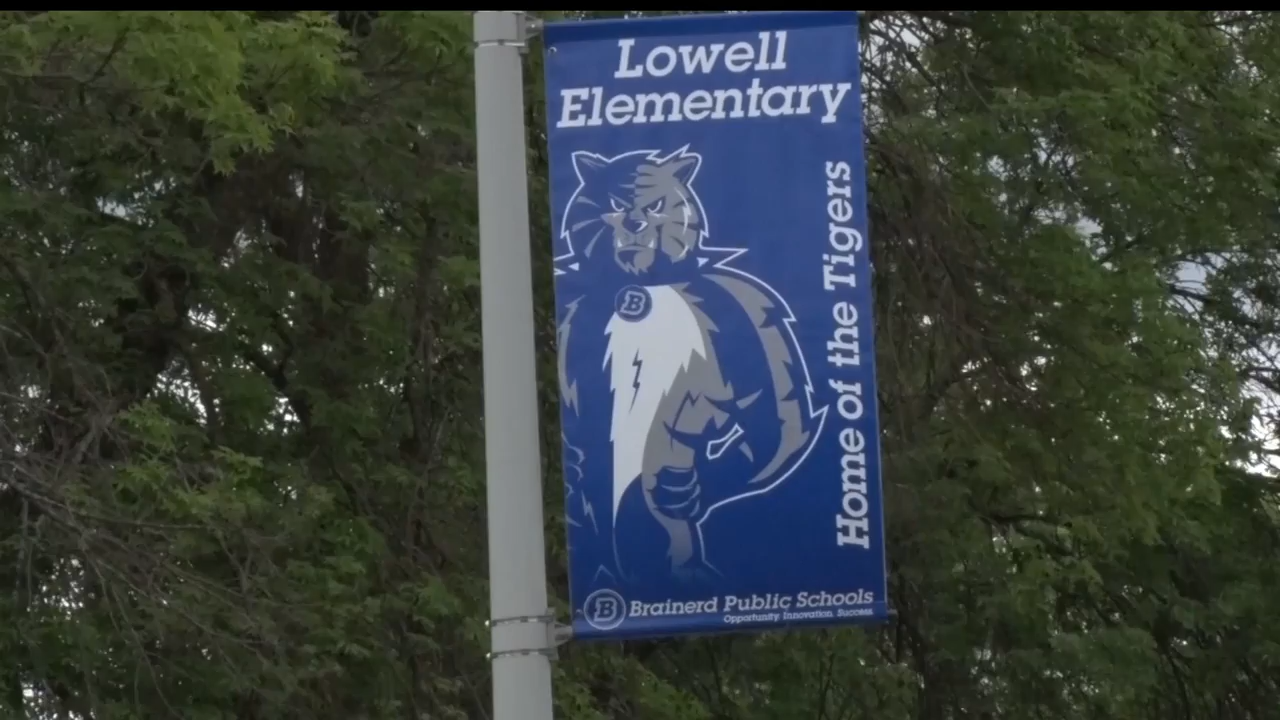 Lowell
Elementary
Home of the Tigers
B
B Brainerd Public Schools
Opportunity. Innovation. Success.